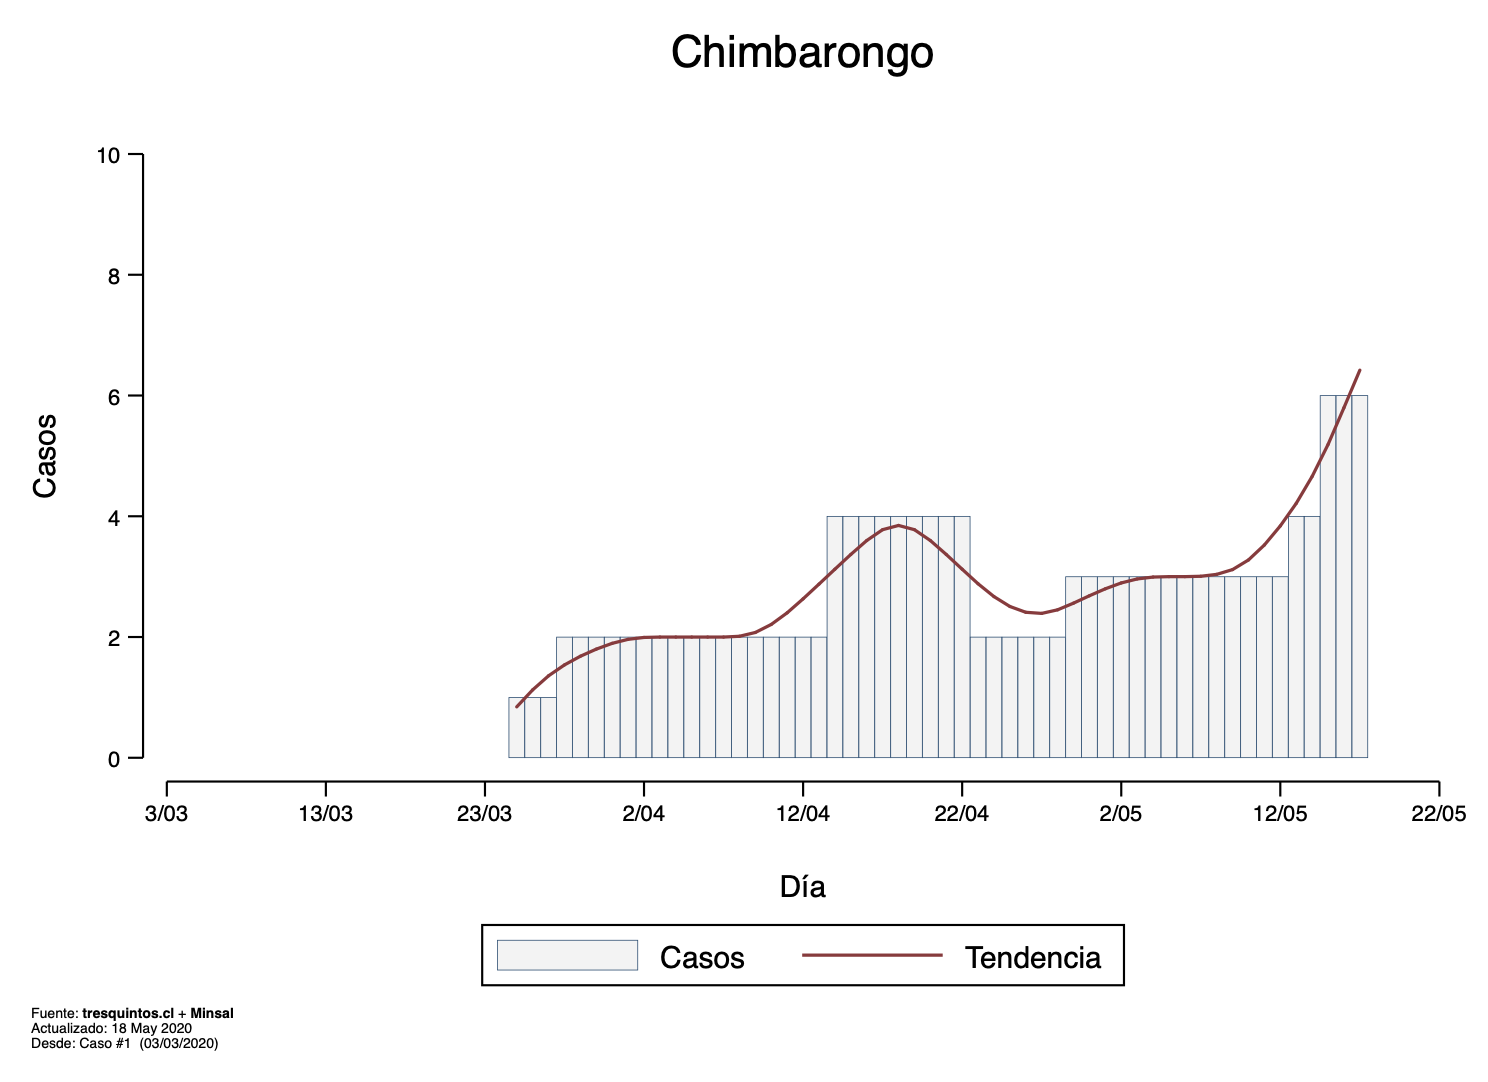 Chimbarongo
10
8
6
4
2
0
Casos
3/03 13/03 23/03 2/04 12/04 22/04 2/05 12/05 22/05
Día
Casos Tendencia
Fuente: tresquintos.cl + Minsal
Actualizado: 18 May 2020
Desde: Caso #1 (03/03/2020)